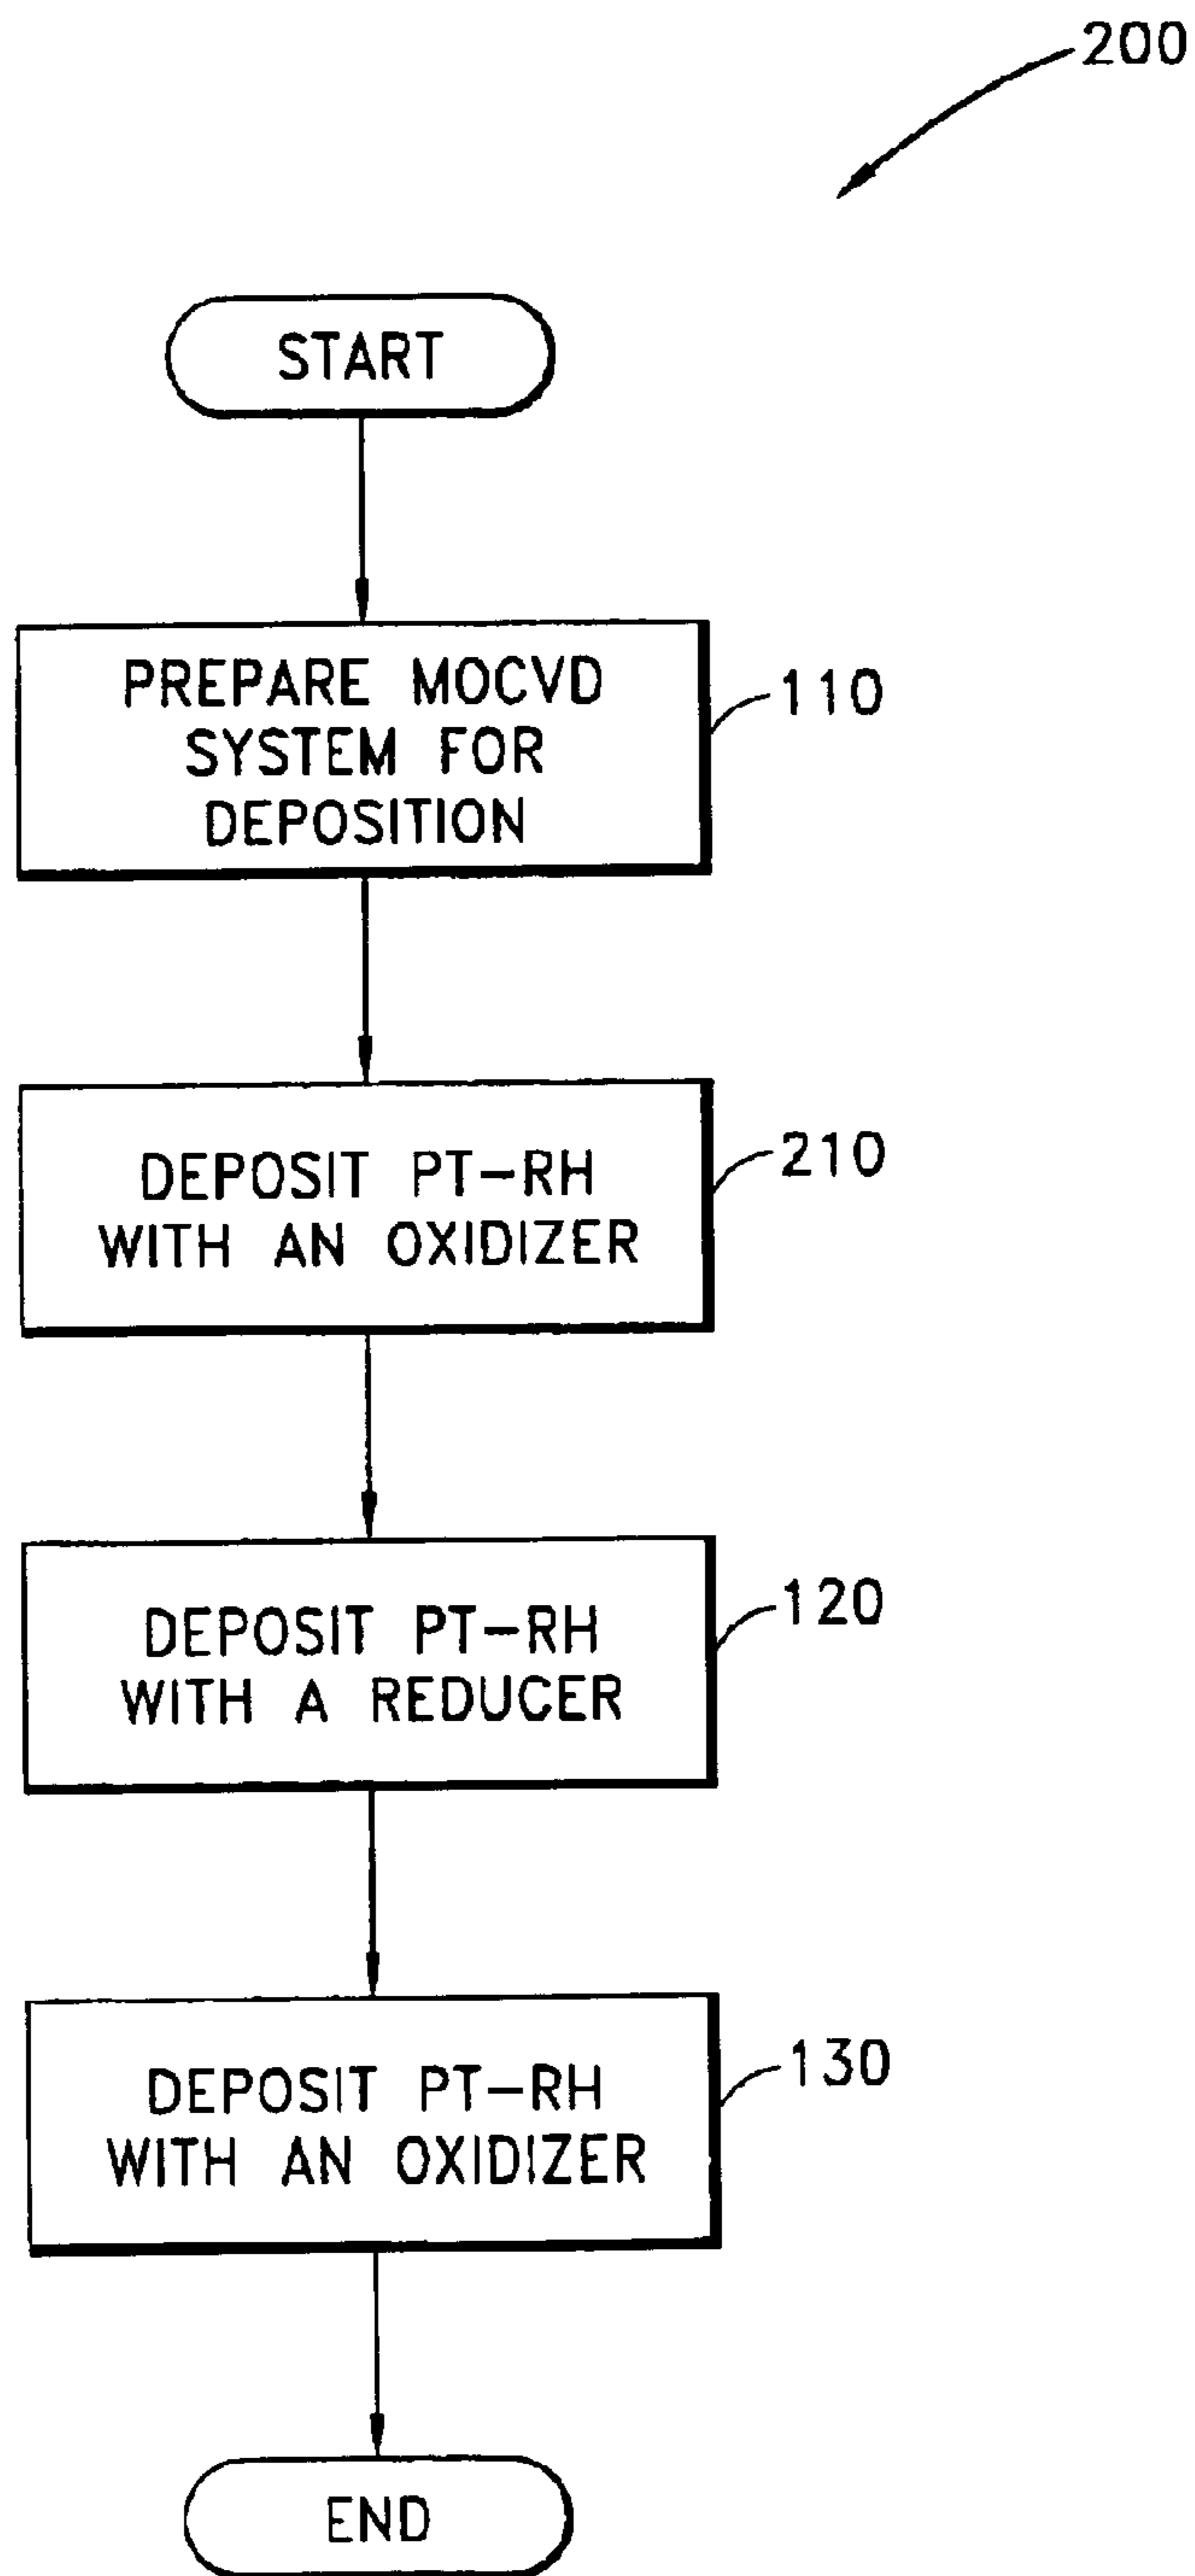 200
START
PREPARE MOCVD
SYSTEM FOR
DEPOSITION
110
DEPOSIT PT-RH
WITH AN OXIDIZER
210
DEPOSIT PT-RH
WITH A REDUCER
120
DEPOSIT PT-RH
WITH AN OXIDIZER
130
END